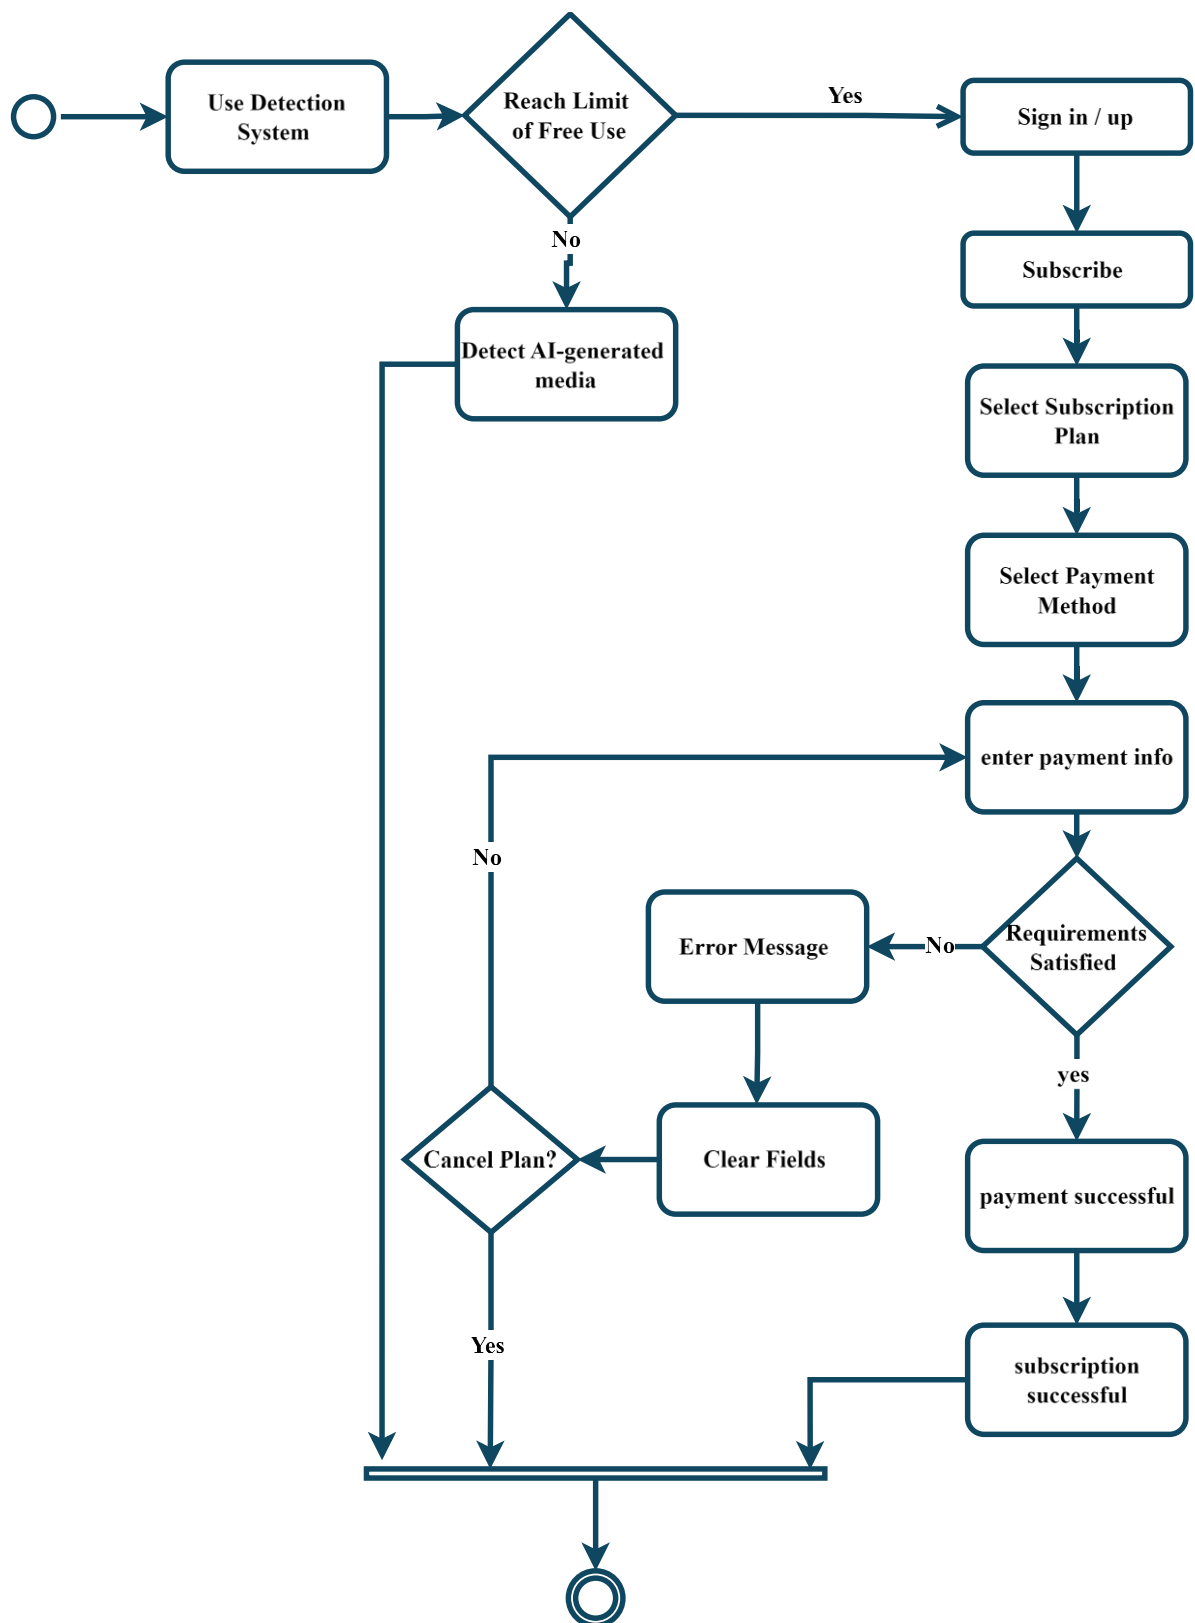 Use Detection
System
Reach Limit
of Free Use
Yes
Sign in / up
No
Subscribe
Detect AI-generated
media
Select Subscription
Plan
Select Payment
Method
enter payment info
No
Requirements
Satisfied
No
Error Message
yes
Clear Fields
Cancel Plan?
payment successful
Yes
subscription
successful